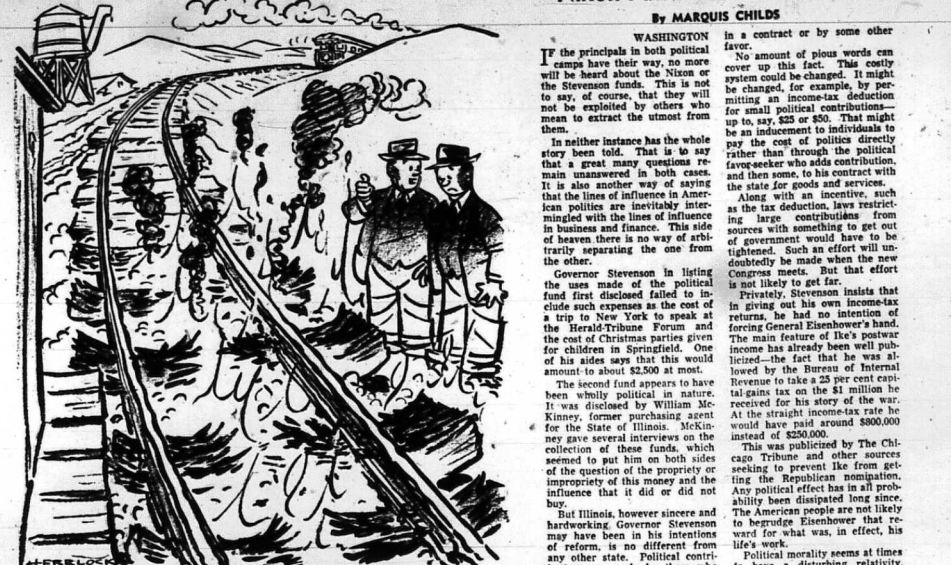 By MARQUIS CHILDS
WASHINGTON
IF the principals in both political
camps have their way, no more
will be heard about the Nixon or
the Stevenson funds. This is not
to say, of course, that they will
not be exploited by others who
mean to extract the utmost from
them.
In neither instance has the whole
story been told. That is to say
that a great many questions re-
main unanswered in both cases.
It is also another way of saying
that the lines of influence in Amer-
ican politics are inevitably inter-
mingled with the lines of influence
in business and finance. This side
of heaven there is no way of arbi-
trarily separating the one from
the other.
Governor Stevenson in listing
the uses made of the political
fund first disclosed failed to in-
clude such expenses as the cost of
a trip to New York to speak at
the Herald-Tribune Forum and
the cost of Christmas parties given
for children in Springfield. One
of his aides says that this would
amount to about $2,500 at most.
The second fund appears to have
been wholly political in nature.
It was disclosed by William Mc-
Kinney, former purchasing agent
for the State of Illinois. McKin-
ney gave several interviews on the
collection of these funds, which
seemed to put him on both sides
of the question of the propriety or
impropriety of this money and the
influence that it did or did not
buy.
But Illinois, however sincere and
hardworking Governor Stevenson
may have been in his intentions
of reform, is no different from
any other state. Political contri-
in a contract or by some other
favor.
No amount of pious words can
cover up this fact. This costly
system could be changed. It might
be changed, for example, by per-
mitting an income-tax deduction
for small political contributions—
up to, say, $25 or $50. That might
be an inducement to individuals to
pay the cost of politics directly
rather than through the political
favor-seeker who adds contribution,
and then some, to his contract with
the state for goods and services.
Along with an incentive, such
as the tax deduction, laws restrict-
ing large contributions from
sources with something to get out
of government would have to be
tightened. Such an effort will un-
doubtedly be made when the new
Congress meets. But that effort
is not likely to get far.
Privately, Stevenson insists that
in giving out his own income-tax
returns, he had no intention of
forcing General Eisenhower's hand.
The main feature of Ike's postwar
income has already been well pub-
licized—the fact that he was al-
lowed by the Bureau of Internal
Revenue to take a 25 per cent capi-
tal-gains tax on the $1 million he
received for his story of the war.
At the straight income-tax rate he
would have paid around $800,000
instead of $250,000.
This was publicized by The Chi-
cago Tribune and other sources
seeking to prevent Ike from get-
ting the Republican nomination.
Any political effect has in all prob-
ability been dissipated long since.
The American people are not likely
to begrudge Eisenhower that re-
ward for what was, in effect, his
life's work.
Political morality seems at times
to have a disturbing relativity.
HERBLOCK